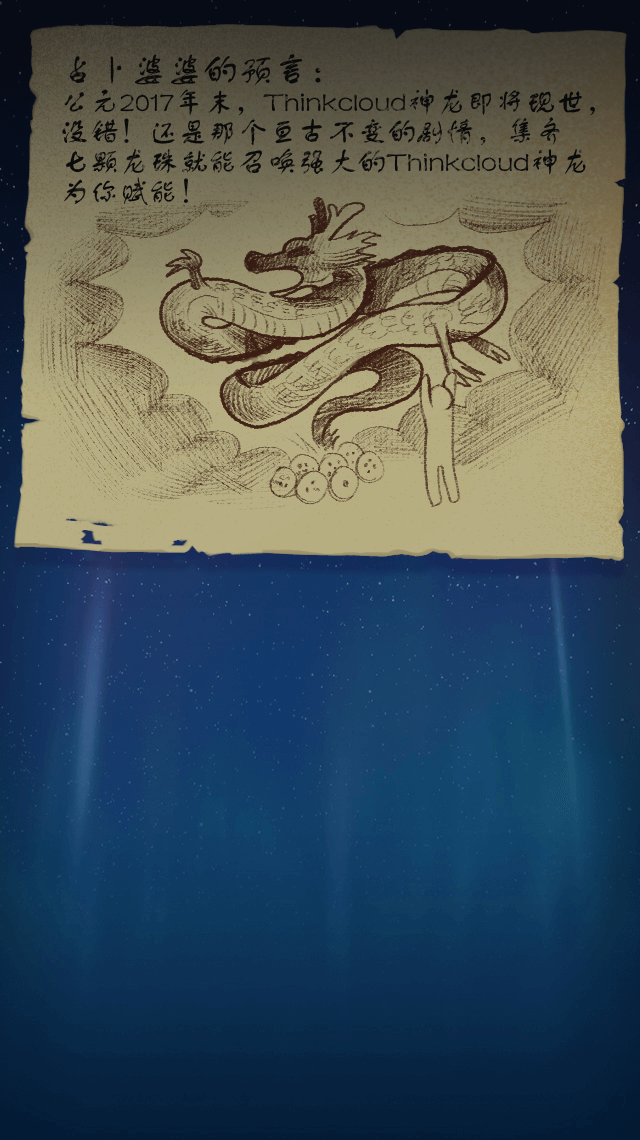 占卜婆婆的预言：
公元2017年末，Thinkcloud神龙即将现世，
没错！还是那个亘古不变的剧情，集齐
七颗龙珠就能召唤强大的Thinkcloud神龙
为你赋能！